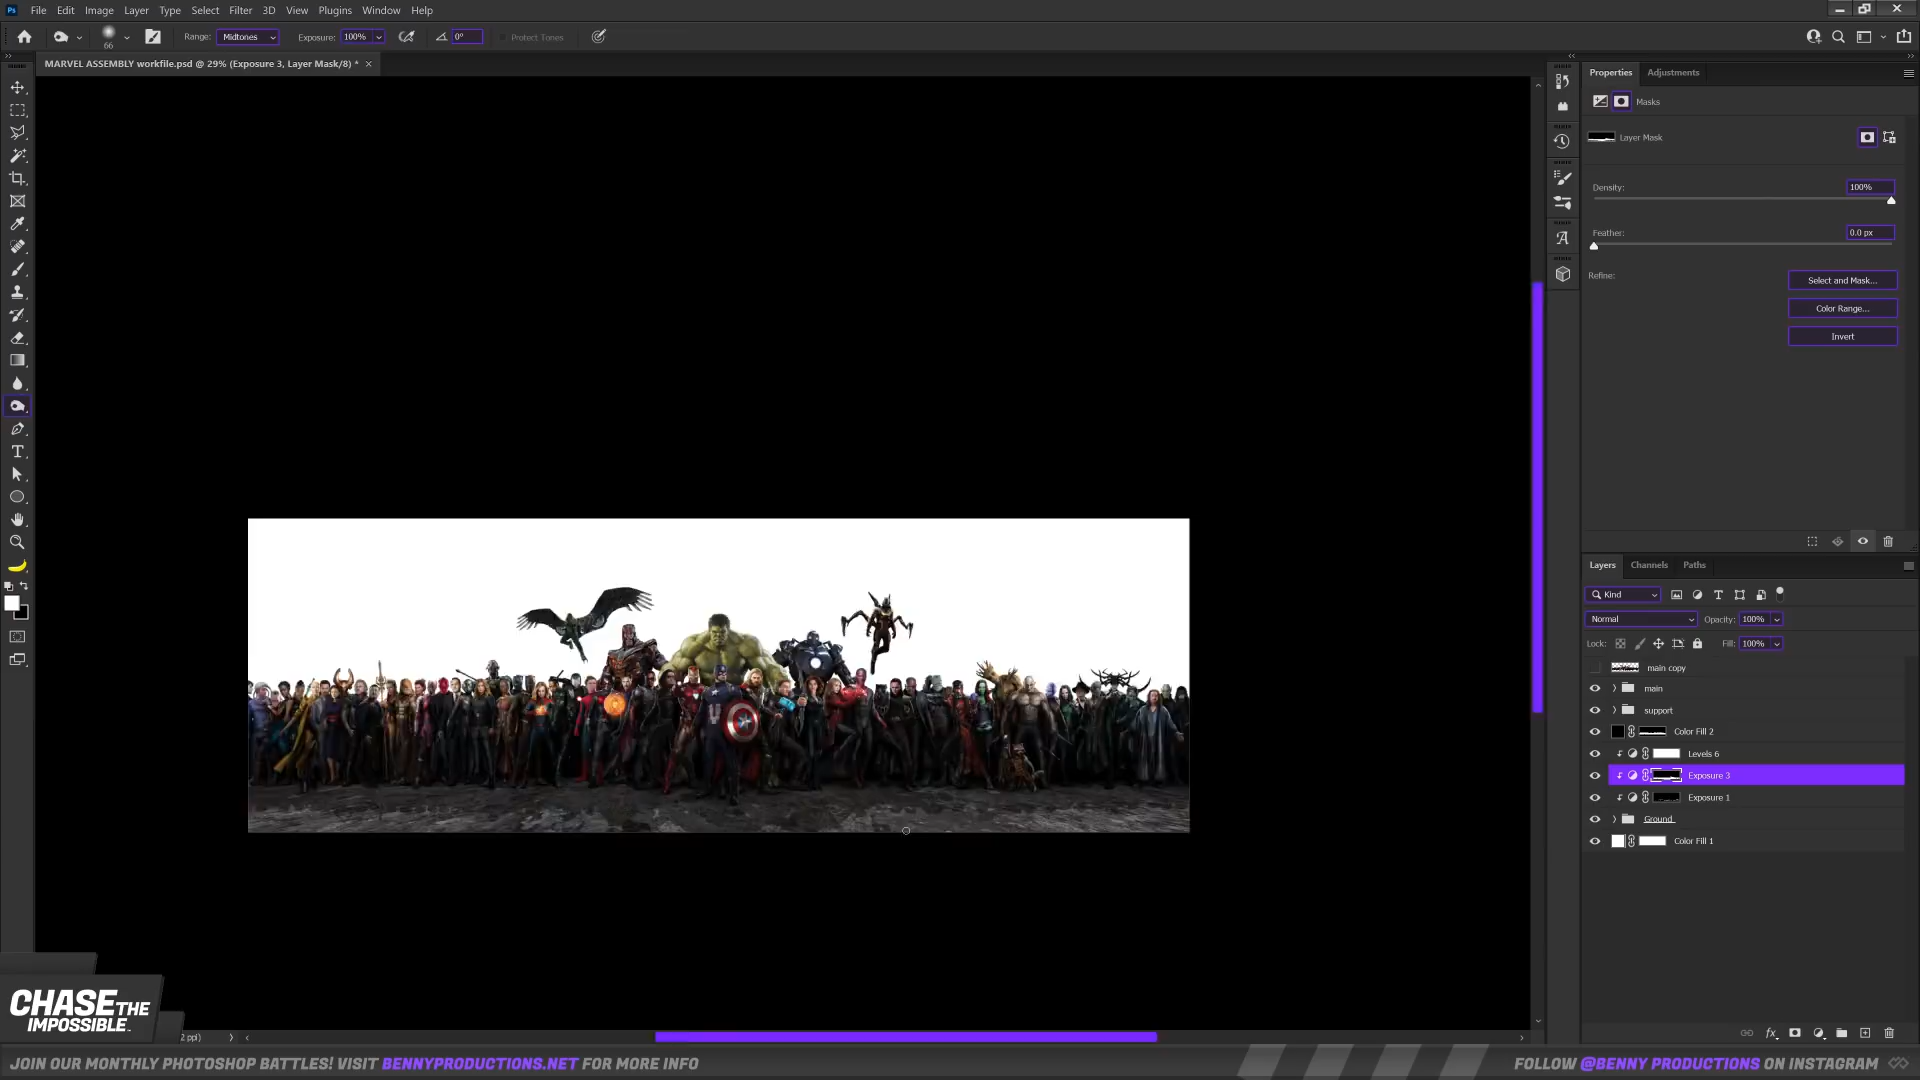 Ps File Edit Image Layer Type Select Filter 3D View Plugins Window Help
66 Range: Midtones Exposure: 100% 0° Protect Tones
MARVEL ASSEMBLY workfile.psd @ 29% (Exposure 3, Layer Mask/8) * ×
Properties Adjustments
Masks
Layer Mask
Density: 100%
Feather: 0.0 px
Refine: Select and Mask...
Color Range...
Invert
Layers Channels Paths
Kind
Normal Opacity: 100%
Lock: Fill: 100%
main copy
main
support
Color Fill 2
Levels 6
Exposure 3
Exposure 1
Ground
Color Fill 1
CHASE THE
IMPOSSIBLE
2 ppi)
JOIN OUR MONTHLY PHOTOSHOP BATTLES! VISIT BENNYPRODUCTIONS.NET FOR MORE INFO
FOLLOW @BENNY PRODUCTIONS ON INSTAGRAM